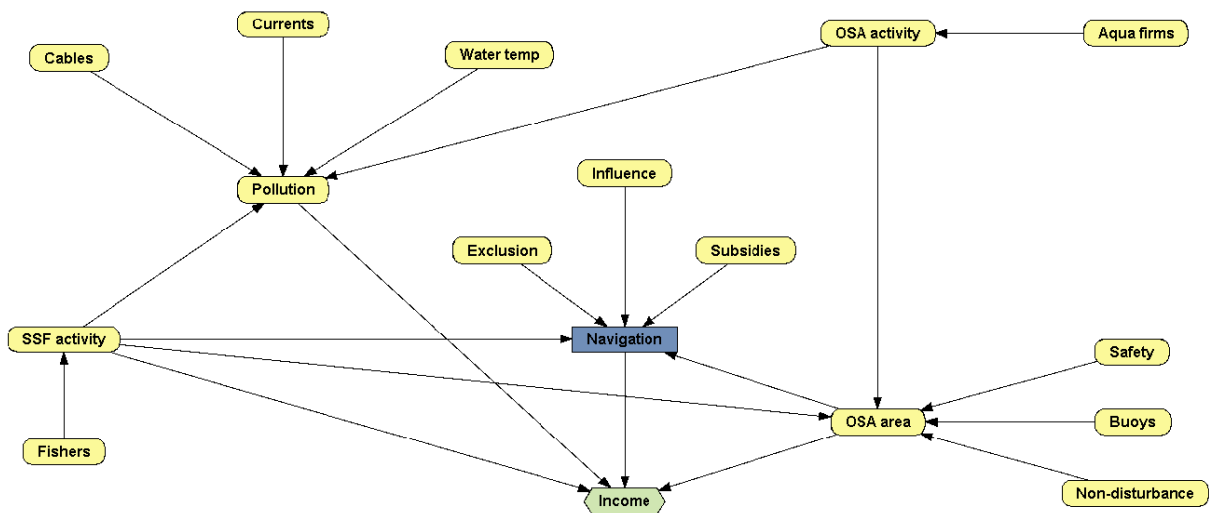 Currents
OSA activity
Aqua firms
Cables
Water temp
Influence
Pollution
Exclusion
Subsidies
SSF activity
Navigation
Safety
OSA area
Buoys
Fishers
Non-disturbance
Income